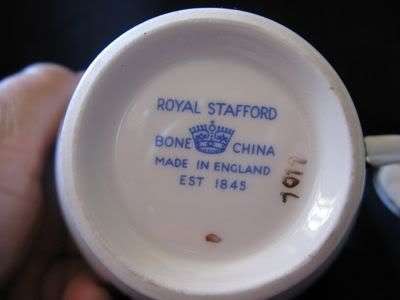 ROYAL STAFFORD
BONE CHINA
MADE IN ENGLAND
EST 1845